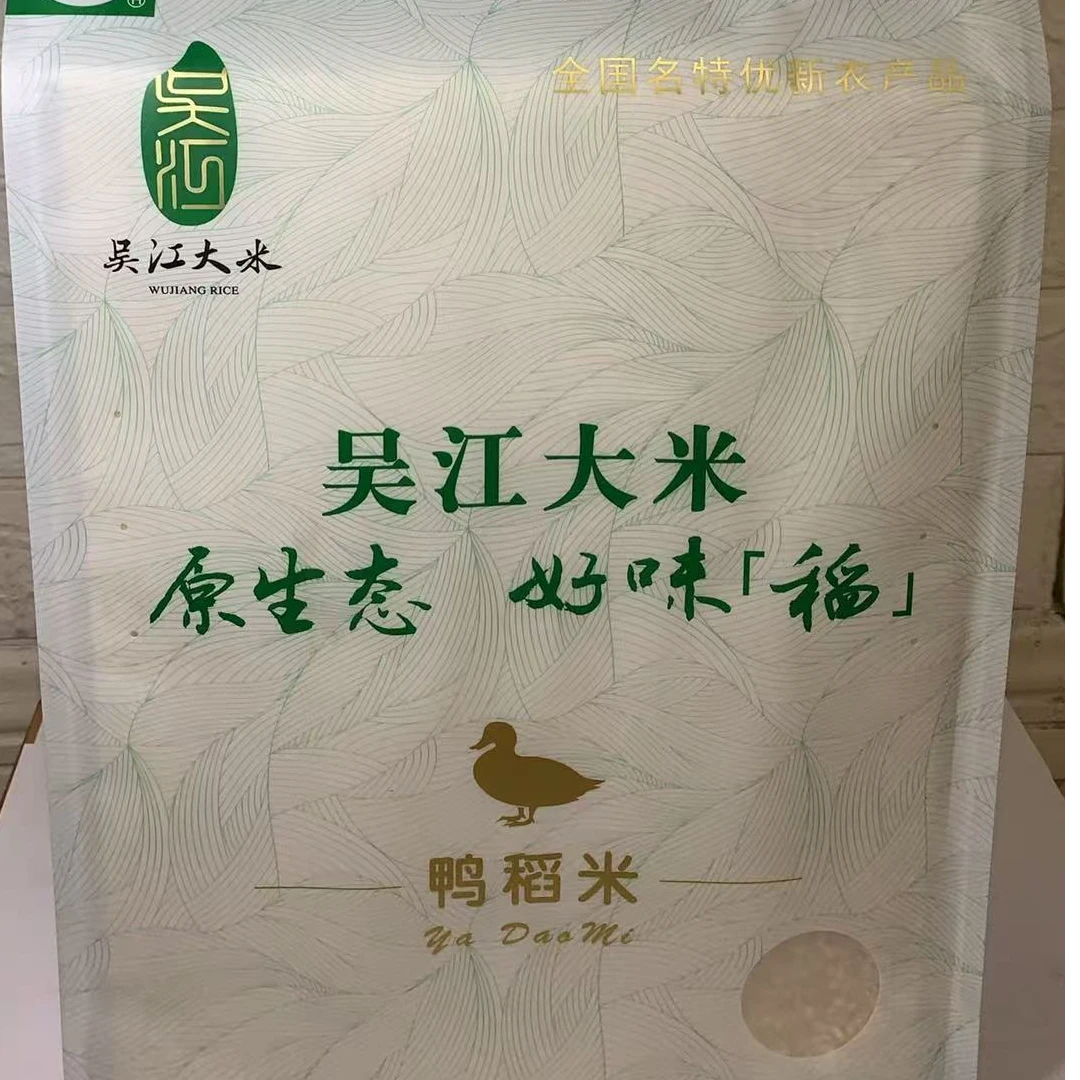 吴江
全国名特优新农产品
吴江大米
WUJIANG RICE
吴江大米
原生态 好味「稻」
鸭稻米
Ya DaoMi